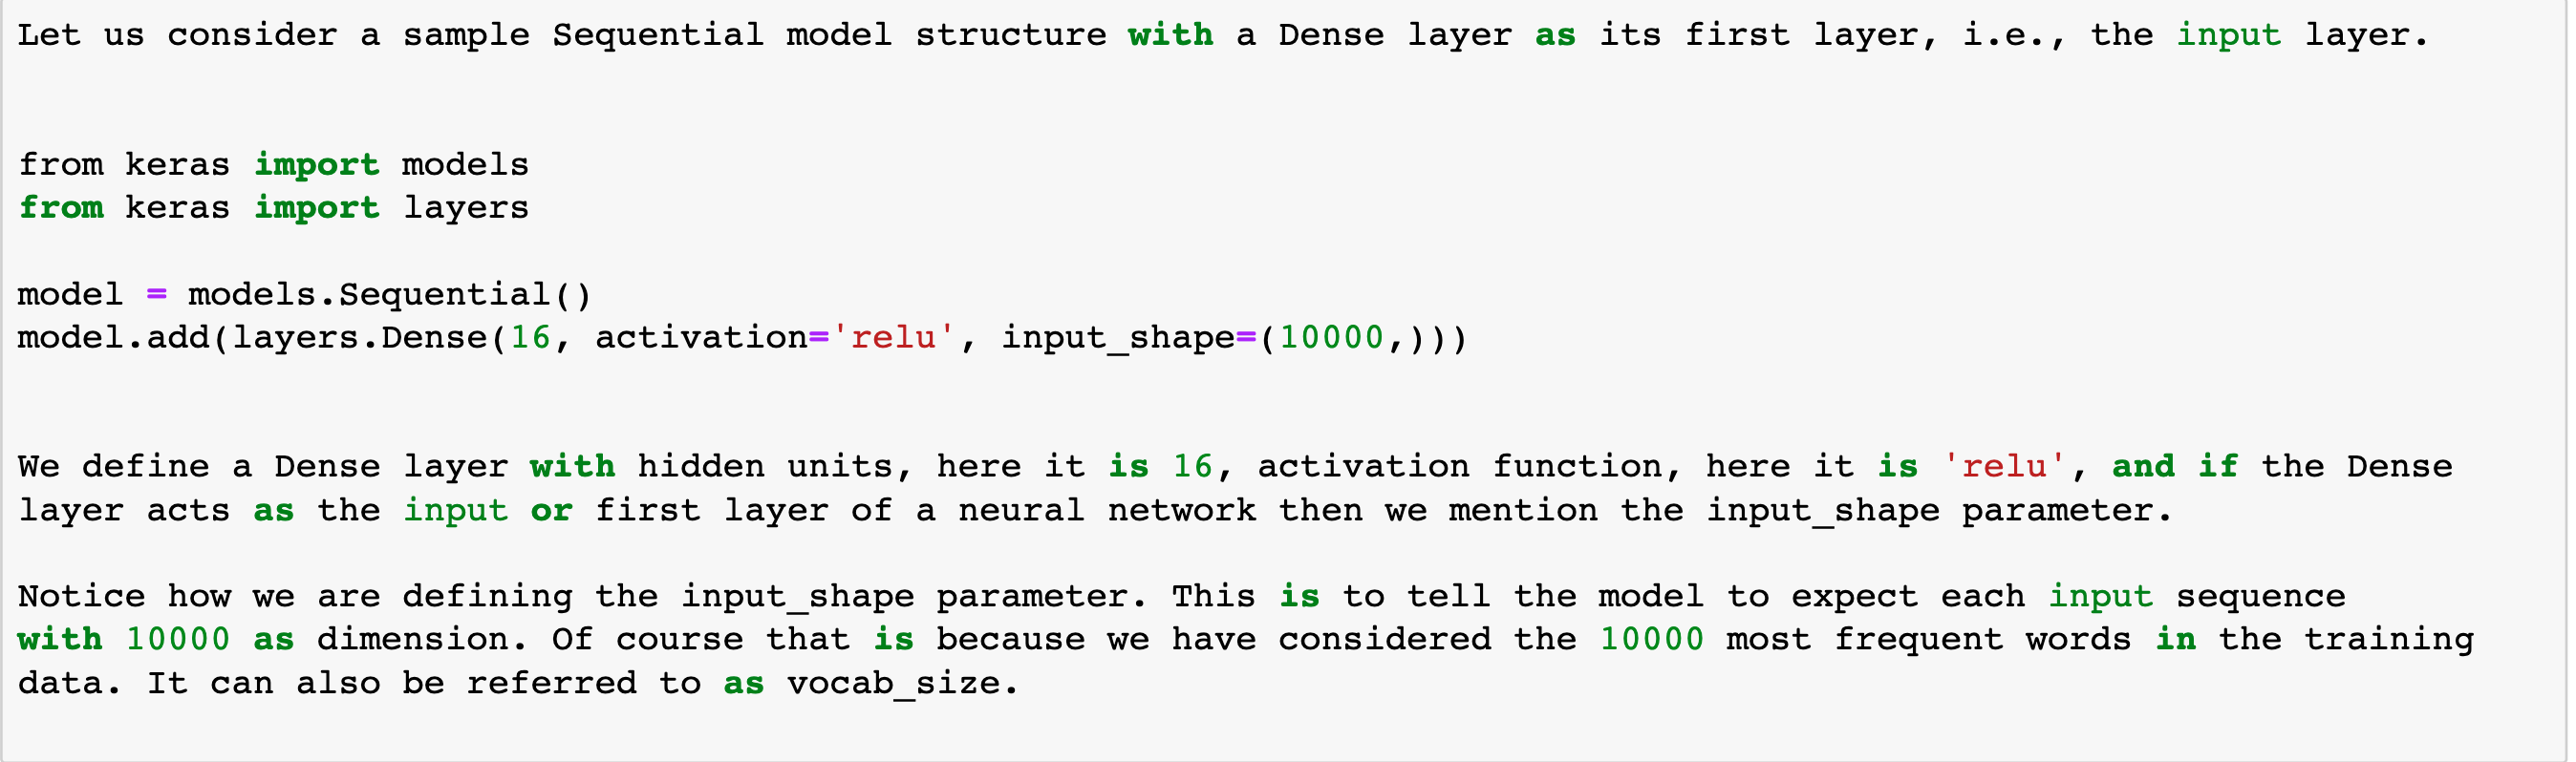 Let us consider a sample Sequential model structure with a Dense layer as its first layer, i.e., the input layer.
from keras import models
from keras import layers
model = models.Sequential()
model.add(layers.Dense(16, activation='relu', input_shape=(10000,)))
We define a Dense layer with hidden units, here it is 16, activation function, here it is 'relu', and if the Dense
layer acts as the input or first layer of a neural network then we mention the input_shape parameter.
Notice how we are defining the input_shape parameter. This is to tell the model to expect each input sequence
with 10000 as dimension. Of course that is because we have considered the 10000 most frequent words in the training
data. It can also be referred to as vocab_size.